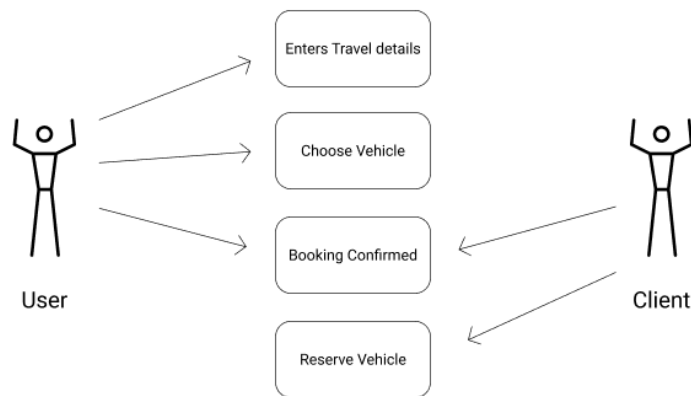 Enters Travel details
Choose Vehicle
Booking Confirmed
User
Client
Reserve Vehicle